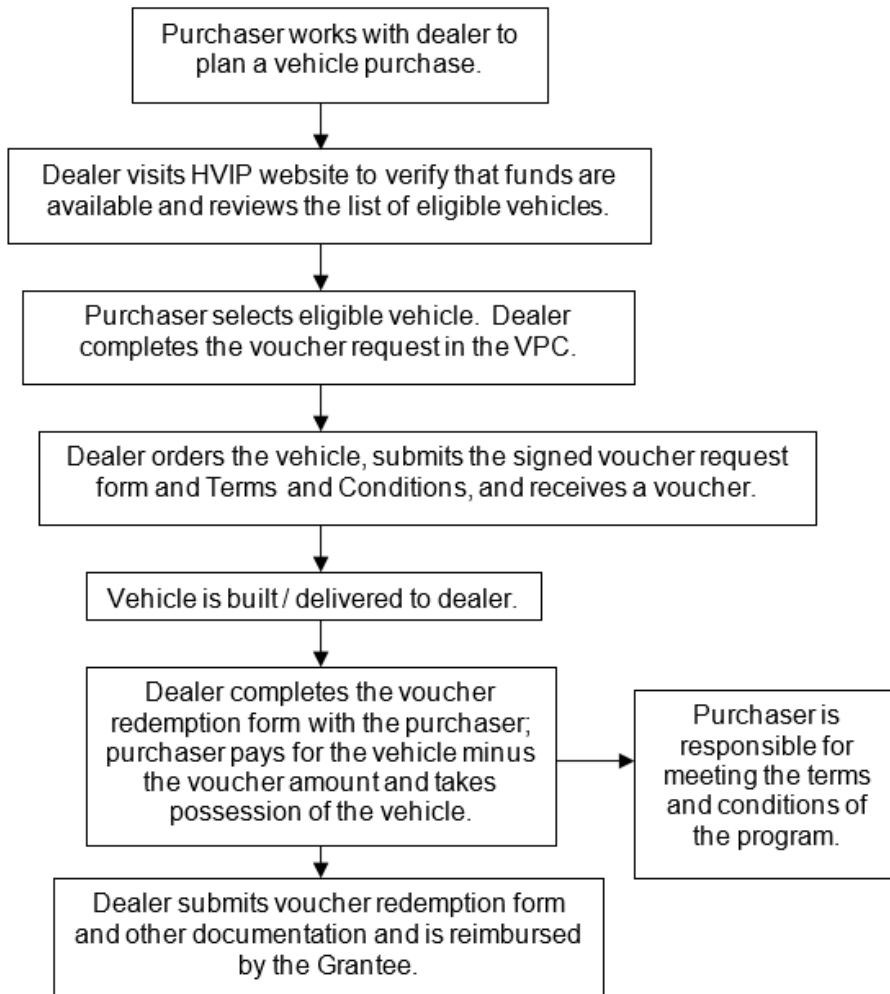 Purchaser works with dealer to
plan a vehicle purchase.
Dealer visits HVIP website to verify that funds are
available and reviews the list of eligible vehicles.
Purchaser selects eligible vehicle.  Dealer
completes the voucher request in the VPC.
Dealer orders the vehicle, submits the signed voucher request
form and Terms and Conditions, and receives a voucher.
Vehicle is built / delivered to dealer.
Dealer completes the voucher
redemption form with the purchaser;
purchaser pays for the vehicle minus
the voucher amount and takes
possession of the vehicle.
Purchaser is
responsible for
meeting the terms
and conditions of
the program.
Dealer submits voucher redemption form
and other documentation and is reimbursed
by the Grantee.